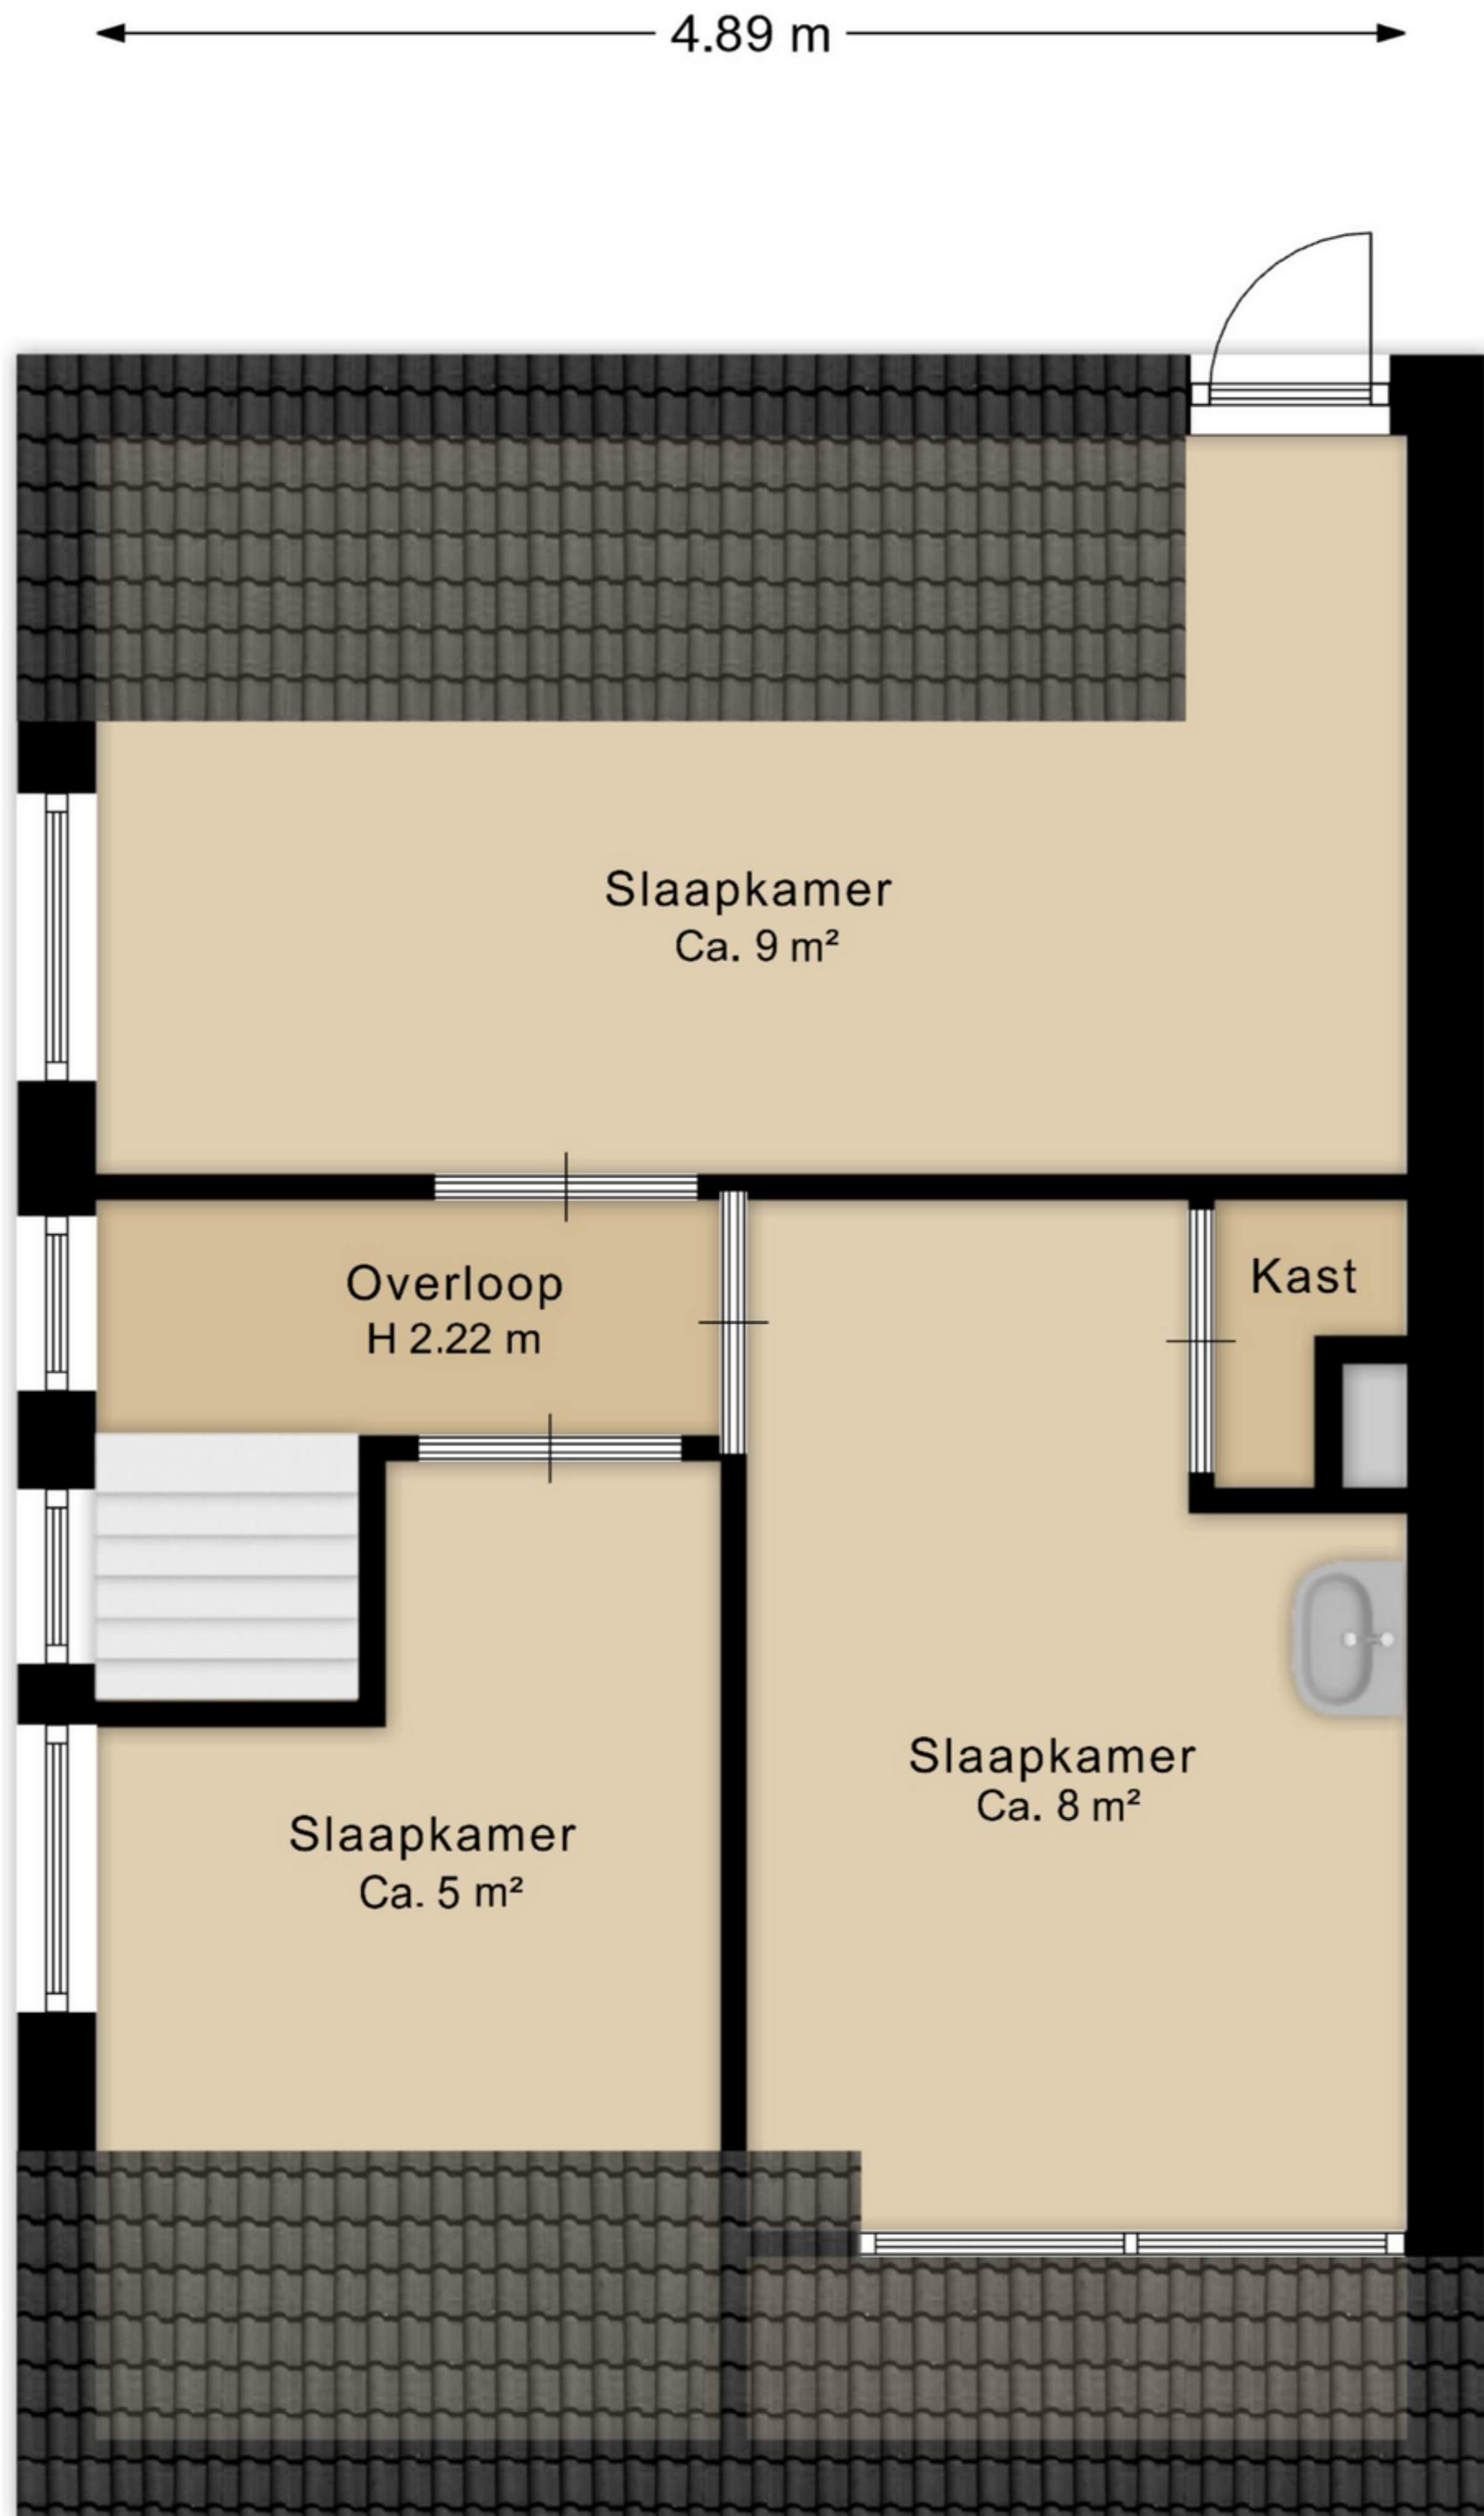 4.89 m
Slaapkamer
Ca. 9 m²
Overloop
H 2.22 m
Kast
Slaapkamer
Ca. 8 m²
Slaapkamer
Ca. 5 m²